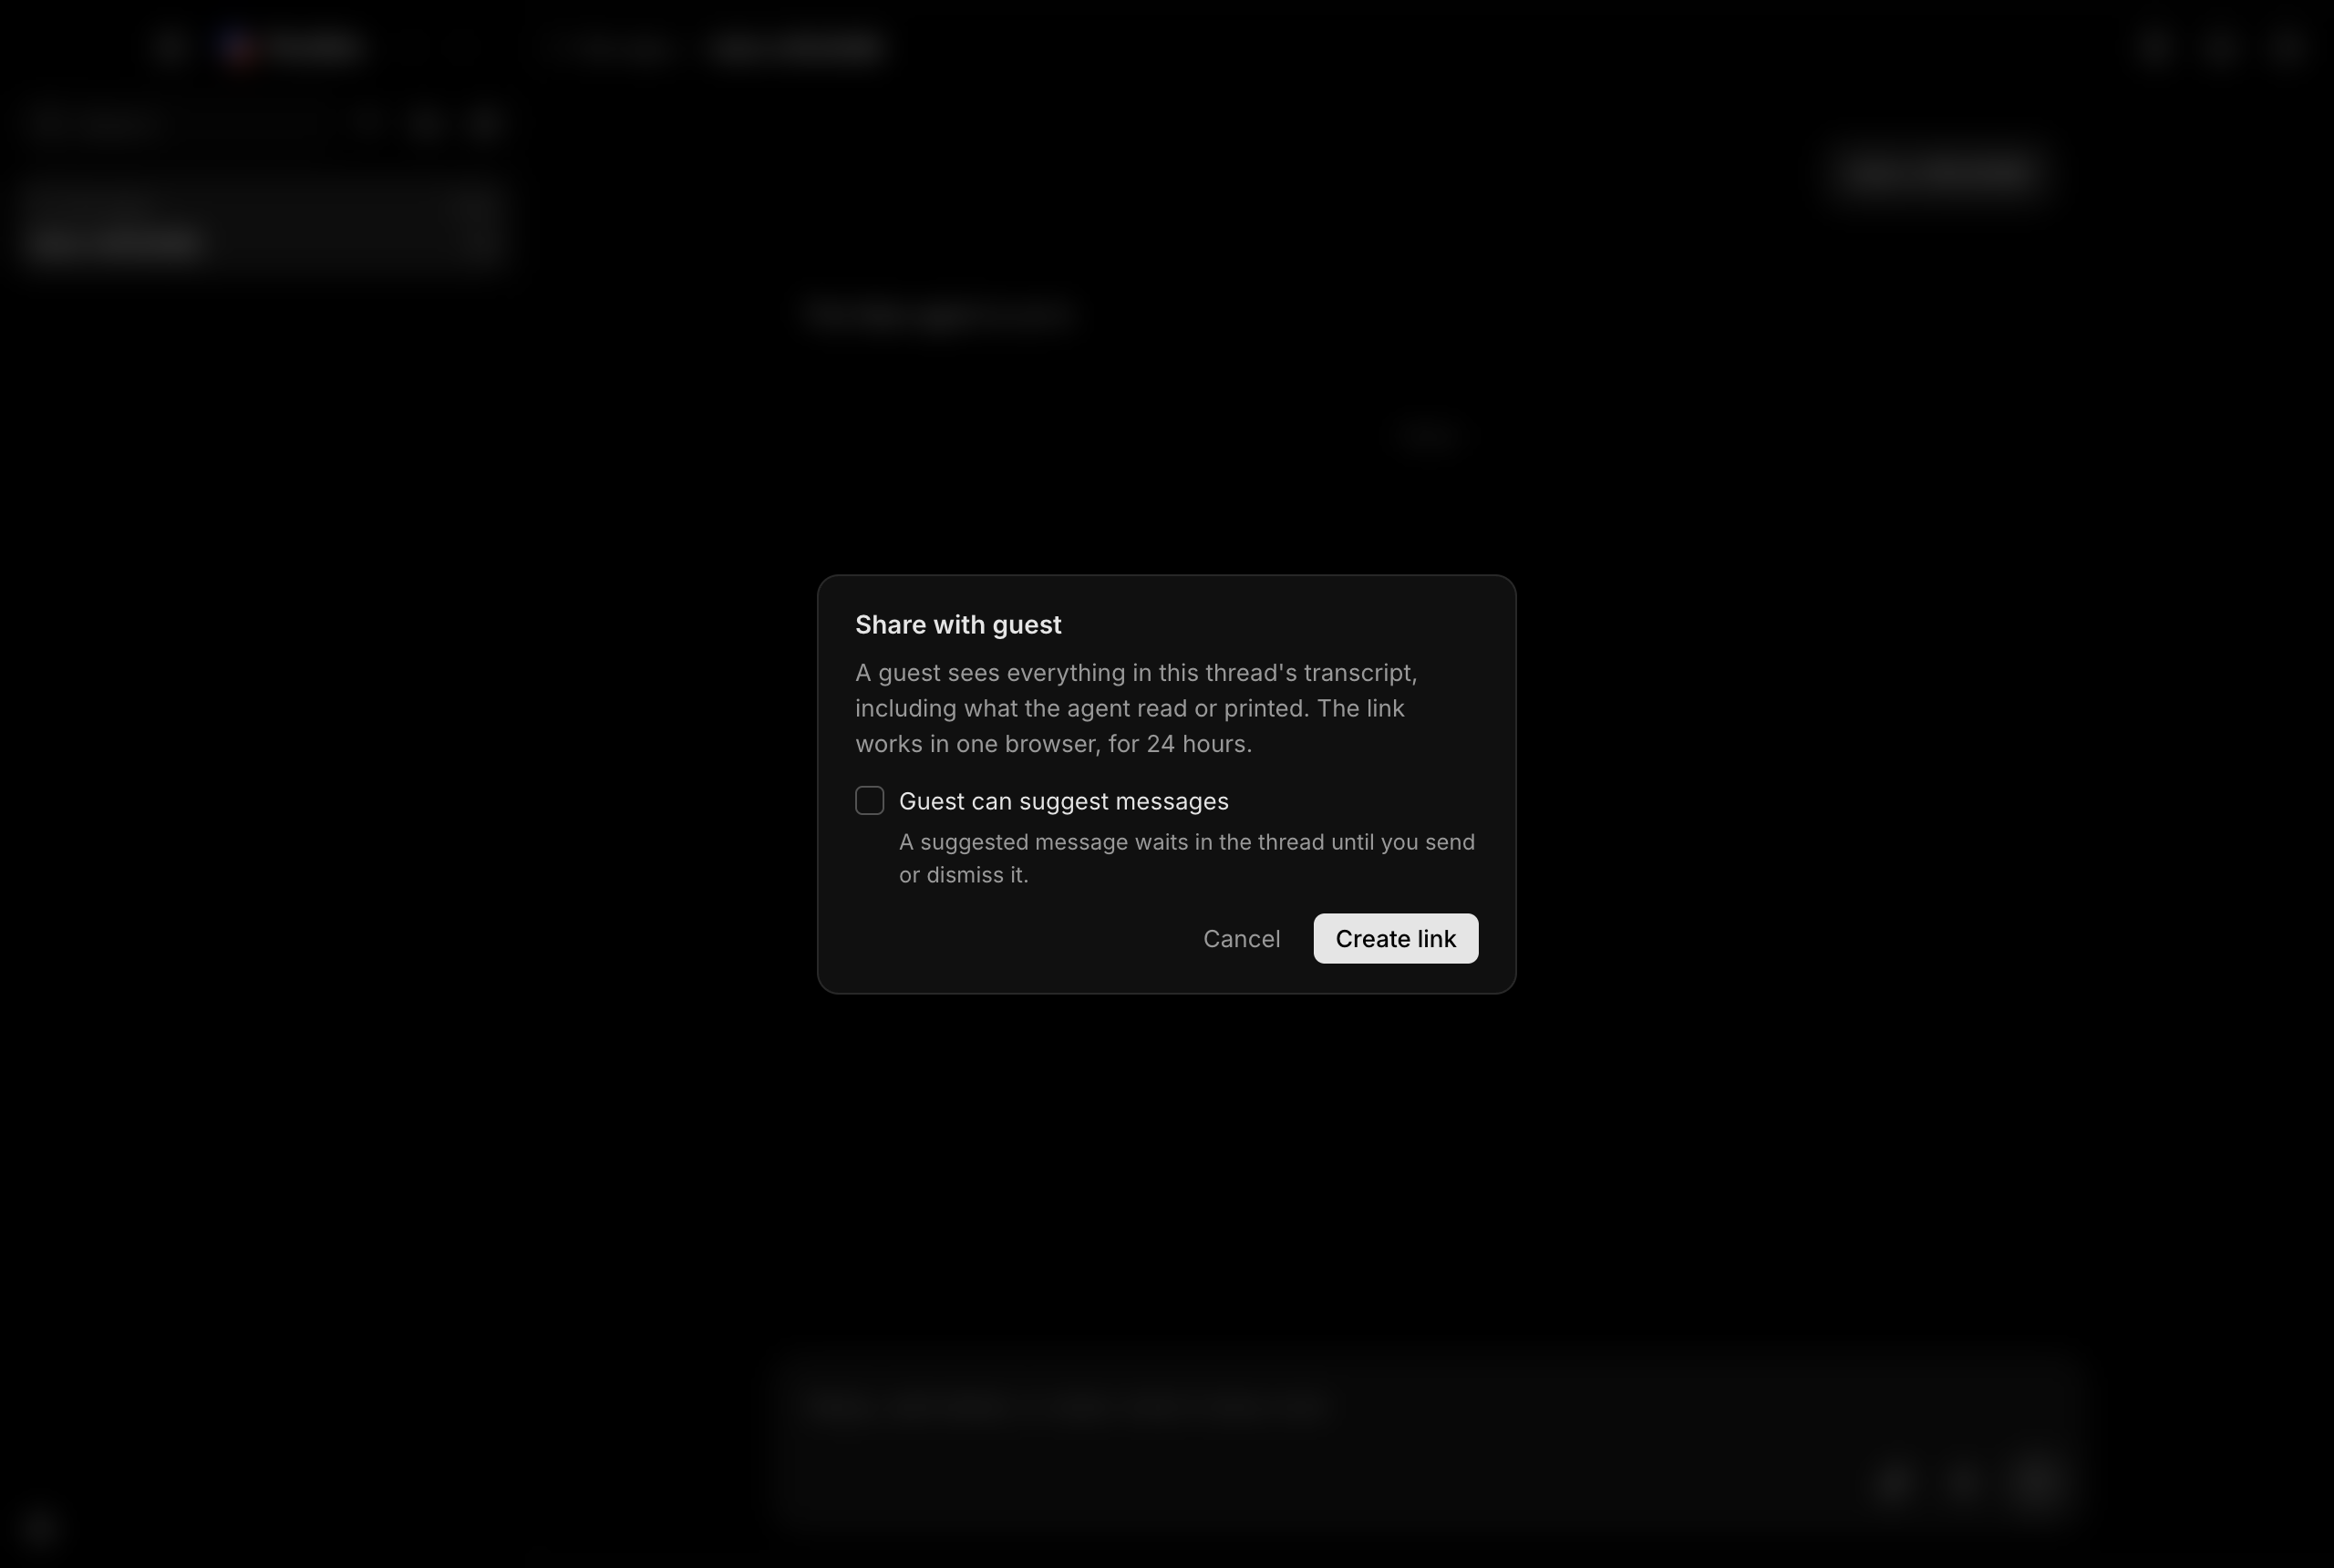 Share with guest
A guest sees everything in this thread's transcript,
including what the agent read or printed. The link
works in one browser, for 24 hours.
Guest can suggest messages
A suggested message waits in the thread until you send
or dismiss it.
Cancel
Create link